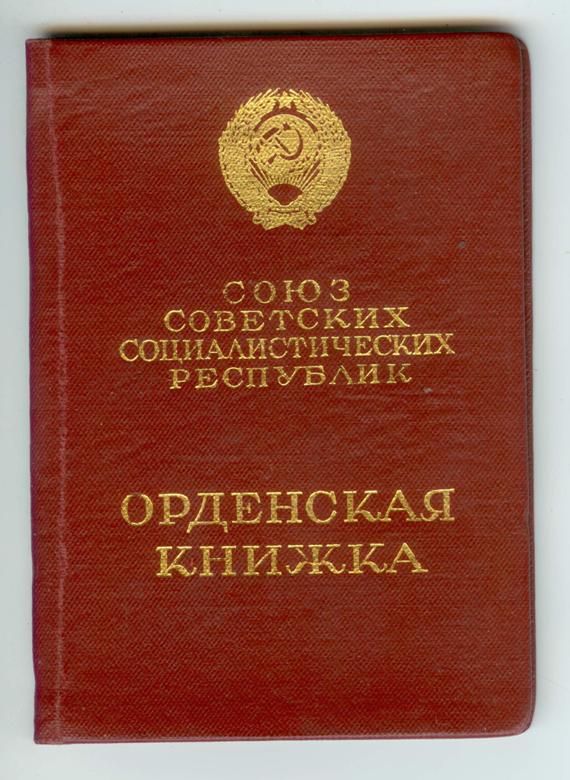 СОЮЗ
СОВЕТСКИХ
СОЦИАЛИСТИЧЕСКИХ
РЕСПУБЛИК
ОРДЕНСКАЯ
КНИЖКА